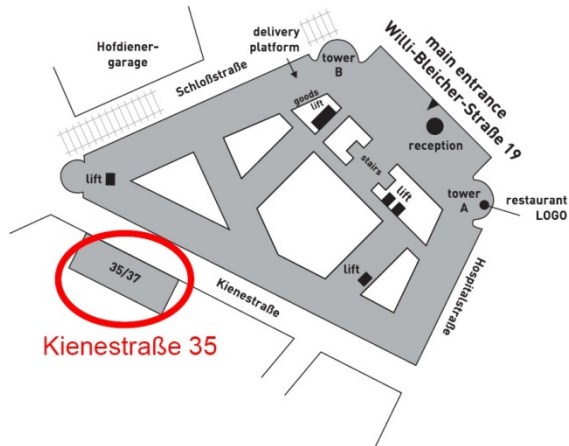 Hofdiener-
garage
Schloßstraße
delivery
platform
tower
B
main entrance
Willi-Bleicher-Straße 19
goods
lift
reception
stairs
lift
lift
tower
A
restaurant
LOGO
lift
35/37
Kienestraße
Hospitalstraße
Kienestraße 35